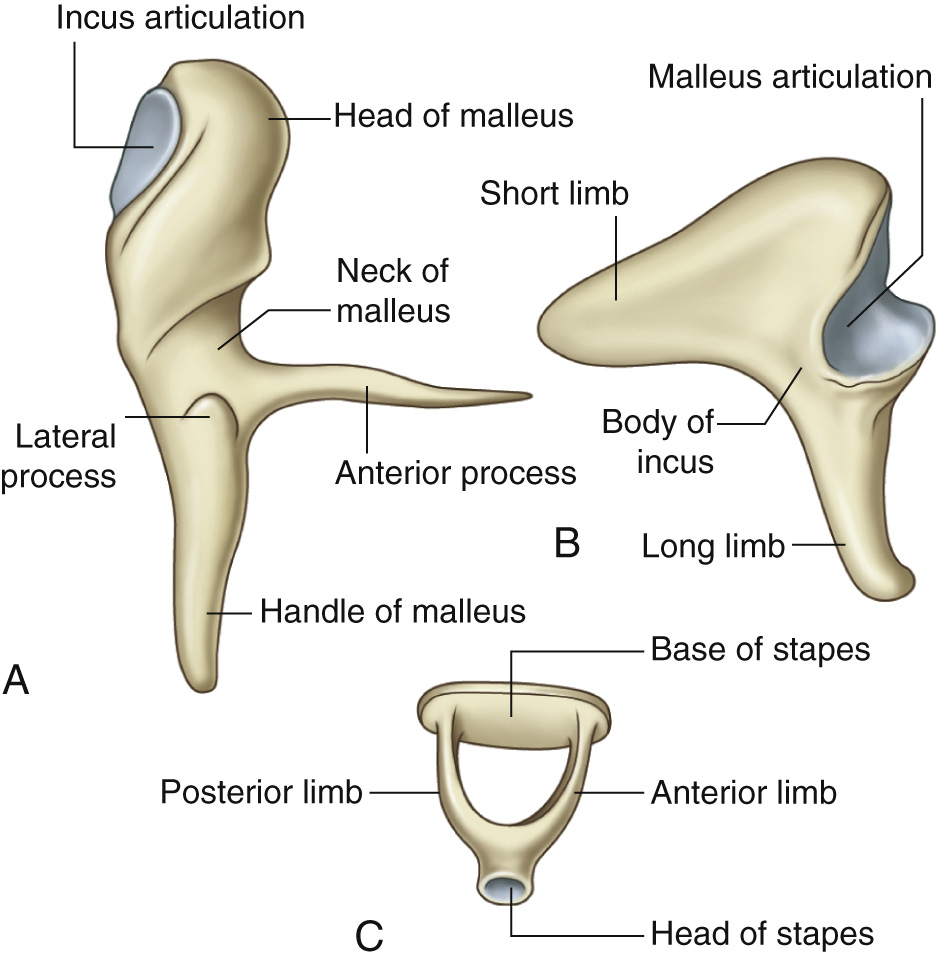 Incus articulation
Malleus articulation
Head of malleus
Short limb
Neck of
malleus
Lateral
process
Body of
incus
Anterior process
B
Long limb
Handle of malleus
A
Base of stapes
Posterior limb
Anterior limb
C
Head of stapes